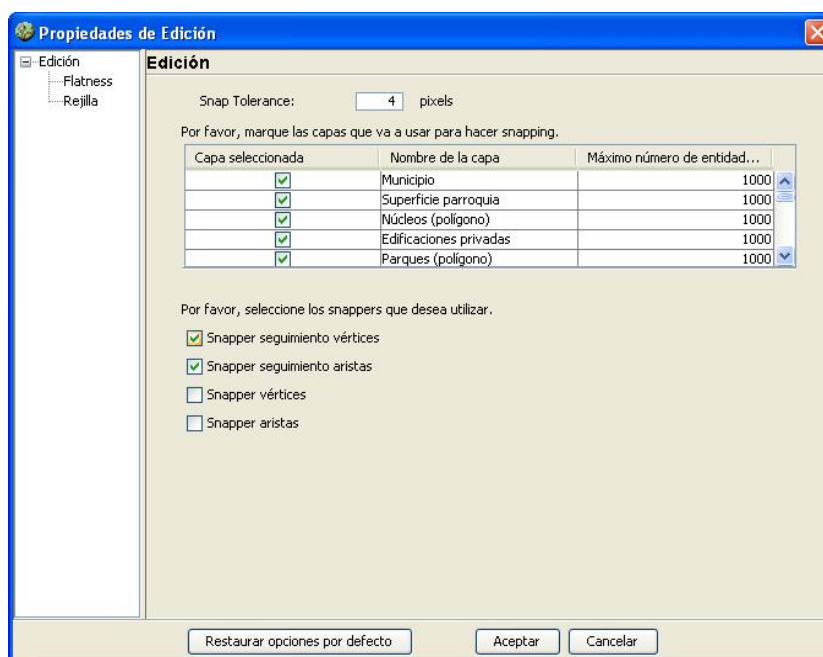 Propiedades de Edición
Edición
Flatness
Rejilla
Edición
Snap Tolerance: 4 pixels
Por favor, marque las capas que va a usar para hacer snapping.
Capa seleccionada Nombre de la capa Máximo número de entidad...
Municipio 1000
Superficie parroquia 1000
Núcleos (polígono) 1000
Edificaciones privadas 1000
Parques (polígono) 1000
Por favor, seleccione los snappers que desea utilizar.
Snapper seguimiento vértices
Snapper seguimiento aristas
Snapper vértices
Snapper aristas
Restaurar opciones por defecto Aceptar Cancelar